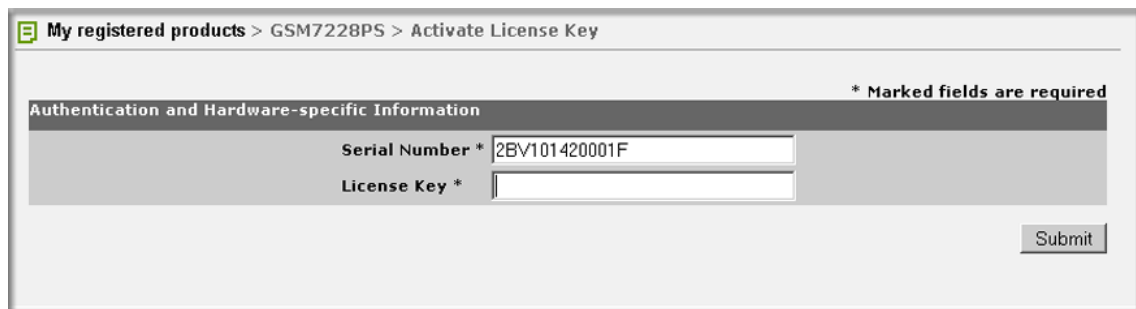 My registered products > GSM7228PS > Activate License Key
* Marked fields are required
Authentication and Hardware-specific Information
Serial Number * 2BV101420001F
License Key *
Submit